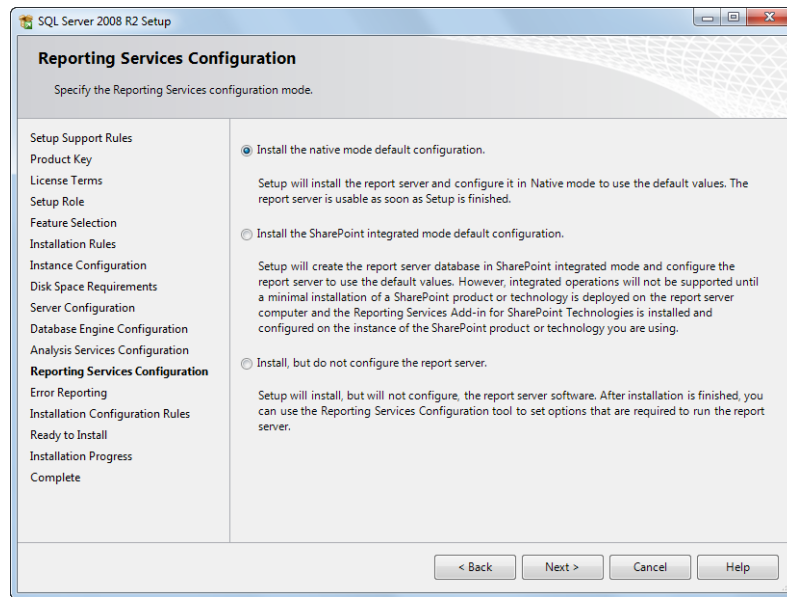 SQL Server 2008 R2 Setup
Reporting Services Configuration
Specify the Reporting Services configuration mode.
Setup Support Rules
Product Key
License Terms
Setup Role
Feature Selection
Installation Rules
Instance Configuration
Disk Space Requirements
Server Configuration
Database Engine Configuration
Analysis Services Configuration
Reporting Services Configuration
Error Reporting
Installation Configuration Rules
Ready to Install
Installation Progress
Complete
Install the native mode default configuration.
Setup will install the report server and configure it in Native mode to use the default values. The
report server is usable as soon as Setup is finished.
Install the SharePoint integrated mode default configuration.
Setup will create the report server database in SharePoint integrated mode and configure the
report server to use the default values. However, integrated operations will not be supported until
a minimal installation of a SharePoint product or technology is deployed on the report server
computer and the Reporting Services Add-in for SharePoint Technologies is installed and
configured on the instance of the SharePoint product or technology you are using.
Install, but do not configure the report server.
Setup will install, but will not configure, the report server software. After installation is finished, you
can use the Reporting Services Configuration tool to set options that are required to run the report
server.
< Back
Next >
Cancel
Help